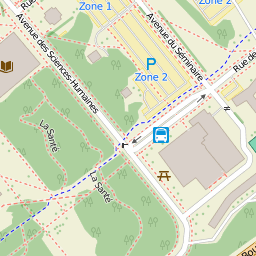 Zone 1
Zone 2
Rue
Avenue du Séminaire
Avenue des Sciences-Humaines
P
Zone 2
Rue de
La Santé
La Santé